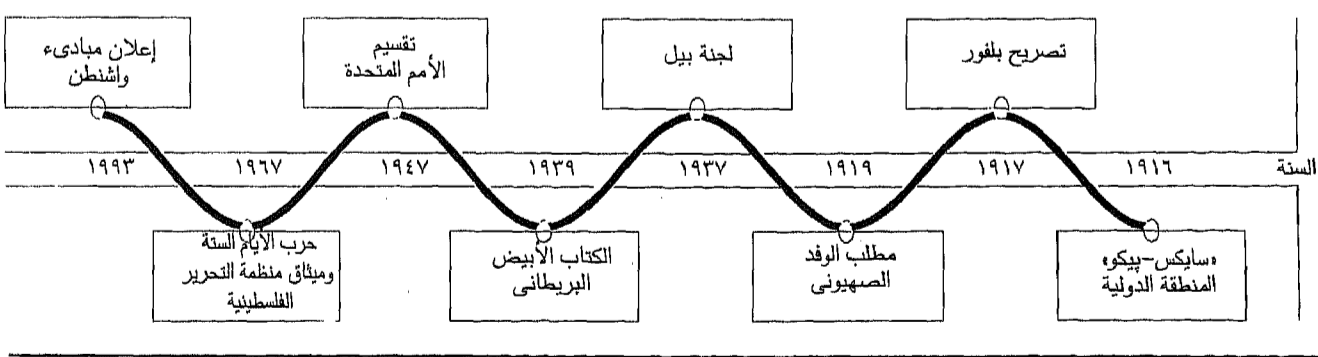 تصريح بلفور
لجنة بيل
تقسيم
الأمم المتحدة
إعلان مبادىء
واشنطن
السنة ١٩١٦ ١٩١٧ ١٩١٩ ١٩٣٧ ١٩٣٩ ١٩٤٧ ١٩٦٧ ١٩٩٣
«سايكس-پيكو»
المنطقة الدولية
مطلب الوفد
الصهيونى
الكتاب الأبيض
البريطانى
حرب الأيام الستة
وميثاق منظمة التحرير
الفلسطينية